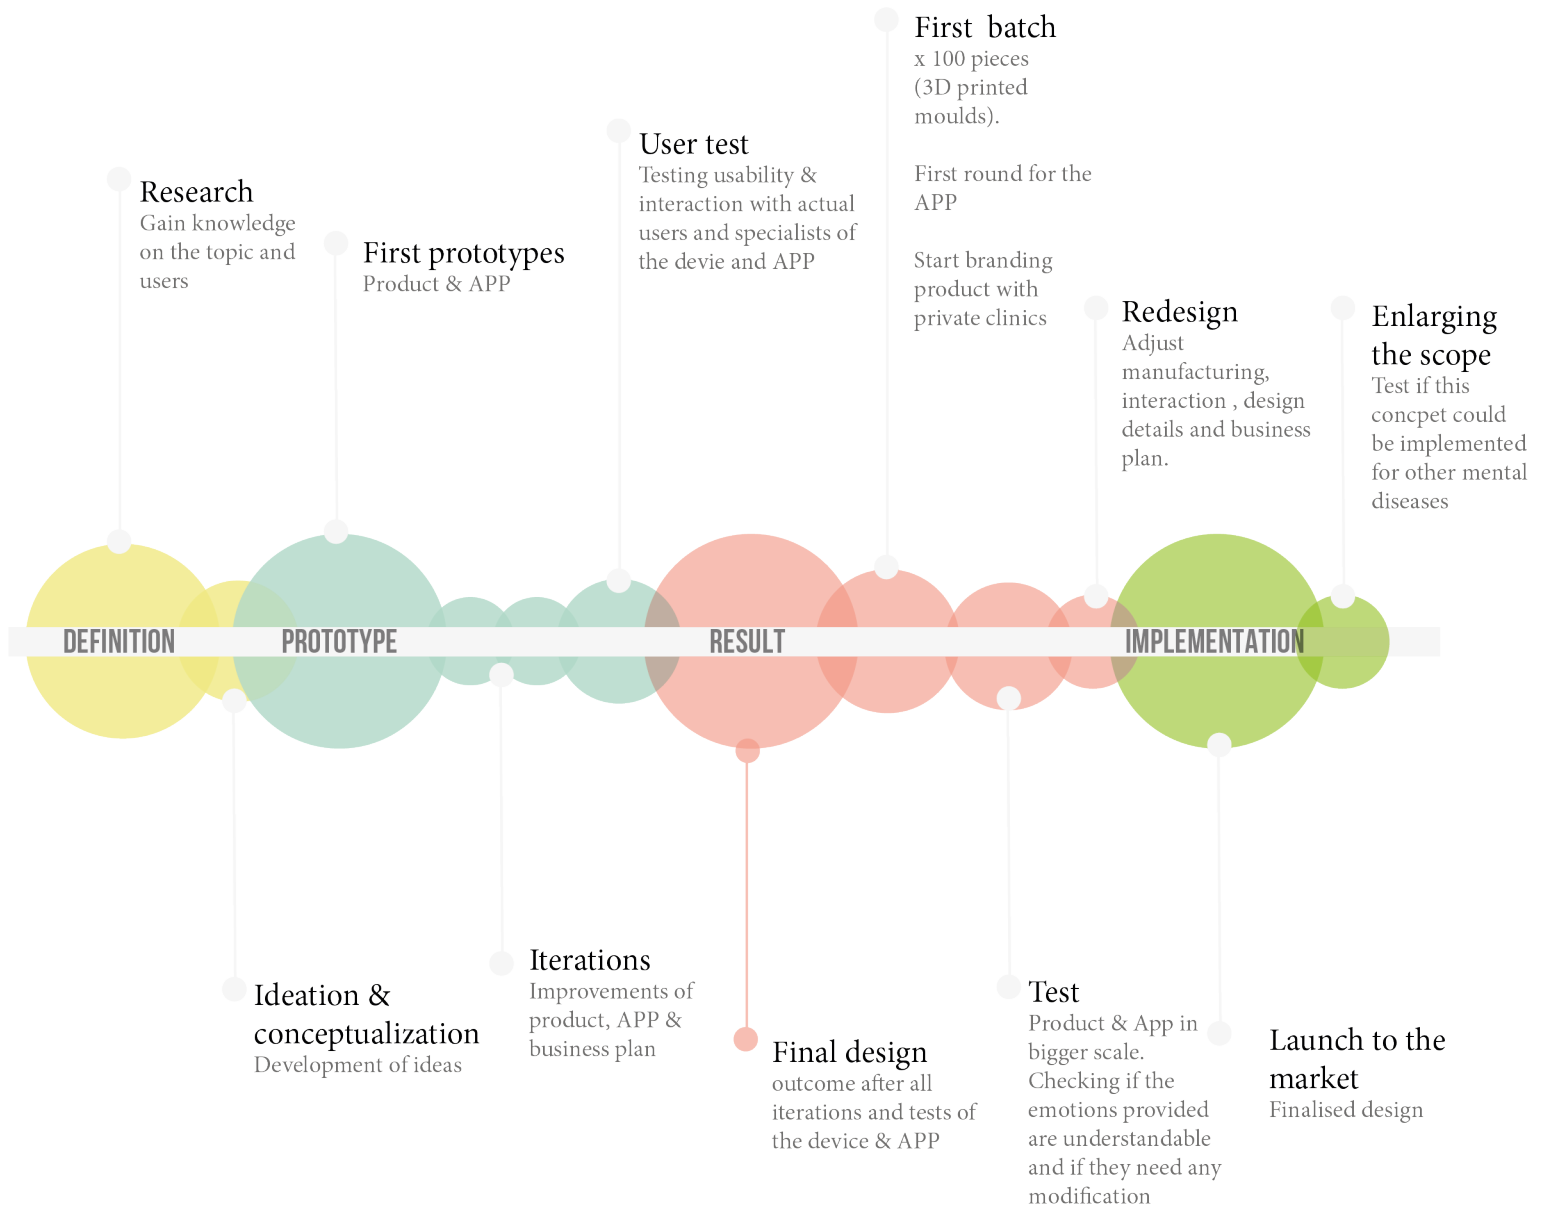 First  batch
x 100 pieces
(3D printed
moulds).
First round for the
APP
Start branding
product with
private clinics
User test
Testing usability &
interaction with actual
users and specialists of
the devie and APP
Research
Gain knowledge
on the topic and
users
First prototypes
Product & APP
Redesign
Adjust
manufacturing,
interaction , design
details and business
plan.
Enlarging
the scope
Test if this
concpet could
be implemented
for other mental
diseases
DEFINITION
PROTOTYPE
RESULT
IMPLEMENTATION
Ideation &
conceptualization
Development of ideas
Iterations
Improvements of
product, APP &
business plan
Final design
outcome after all
iterations and tests of
the device & APP
Test
Product & App in
bigger scale.
Checking if the
emotions provided
are understandable
and if they need any
modification
Launch to the
market
Finalised design